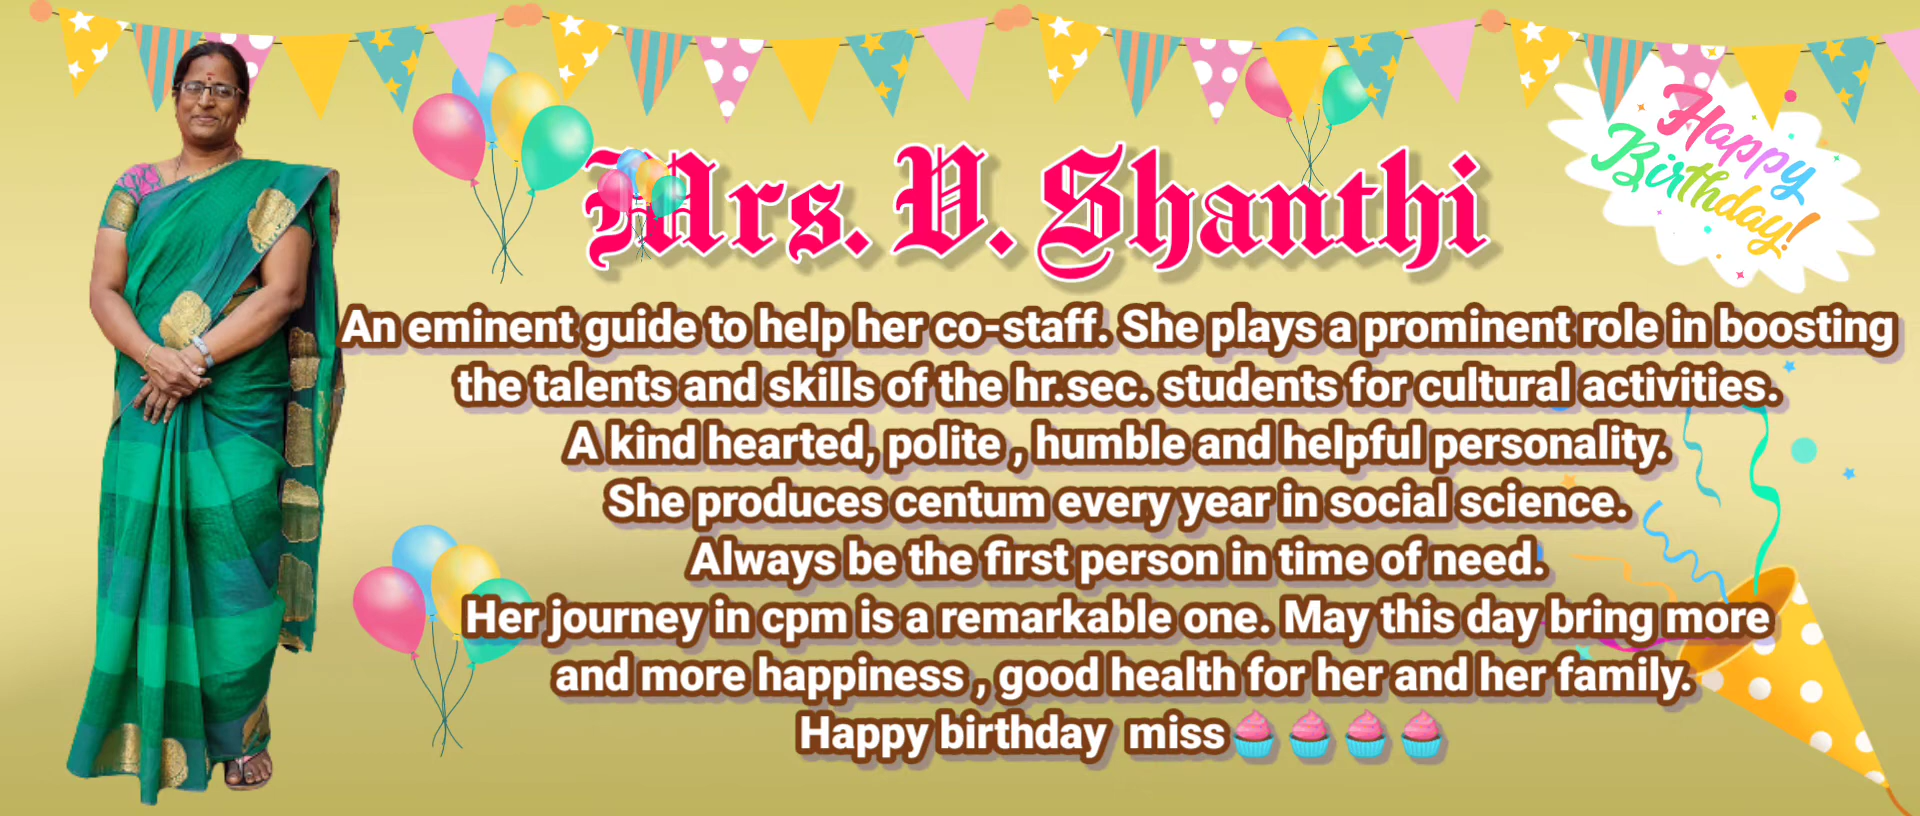 Happy
Birthday!
Mrs. V. Shanthi
An eminent guide to help her co-staff. She plays a prominent role in boosting
the talents and skills of the hr.sec. students for cultural activities.
A kind hearted, polite , humble and helpful personality.
She produces centum every year in social science.
Always be the first person in time of need.
Her journey in cpm is a remarkable one. May this day bring more
and more happiness , good health for her and her family.
Happy birthday  miss🧁🧁🧁🧁